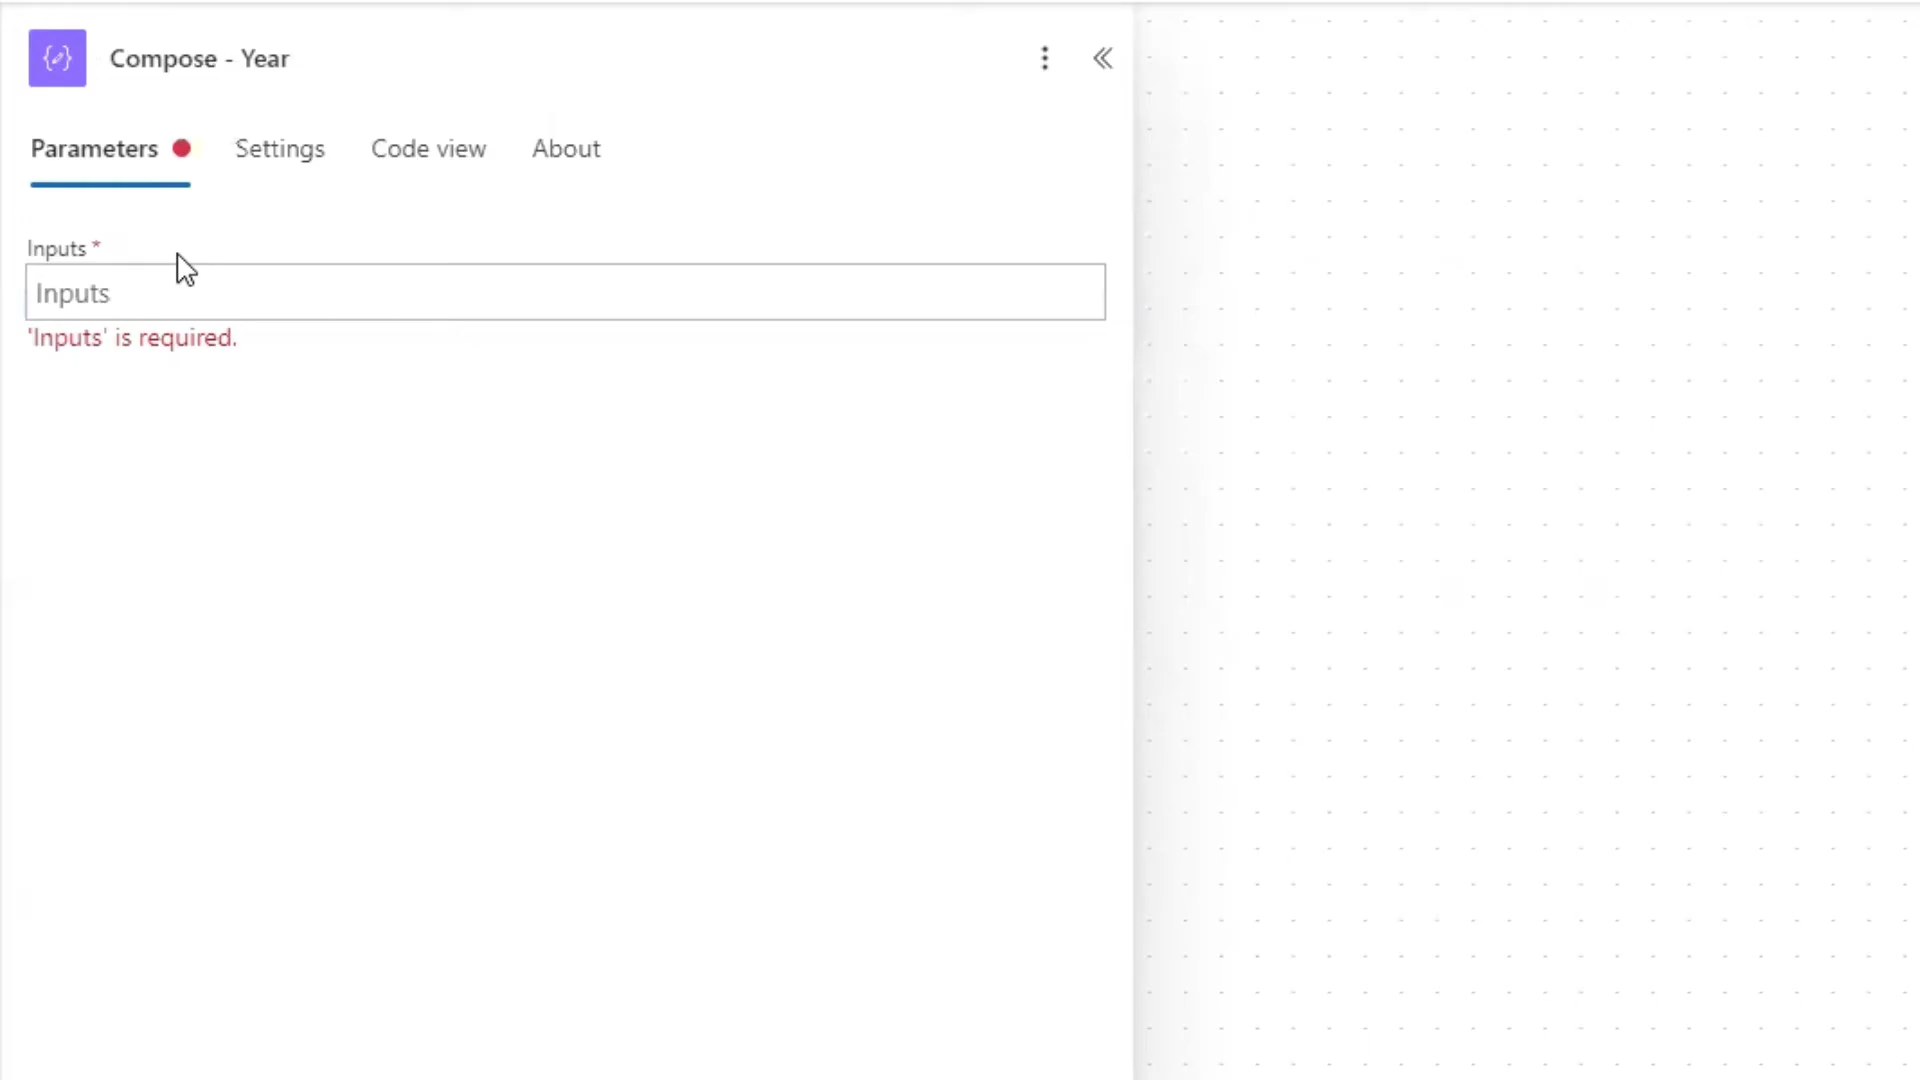 Compose - Year
Parameters Settings Code view About
Inputs *
Inputs
'Inputs' is required.